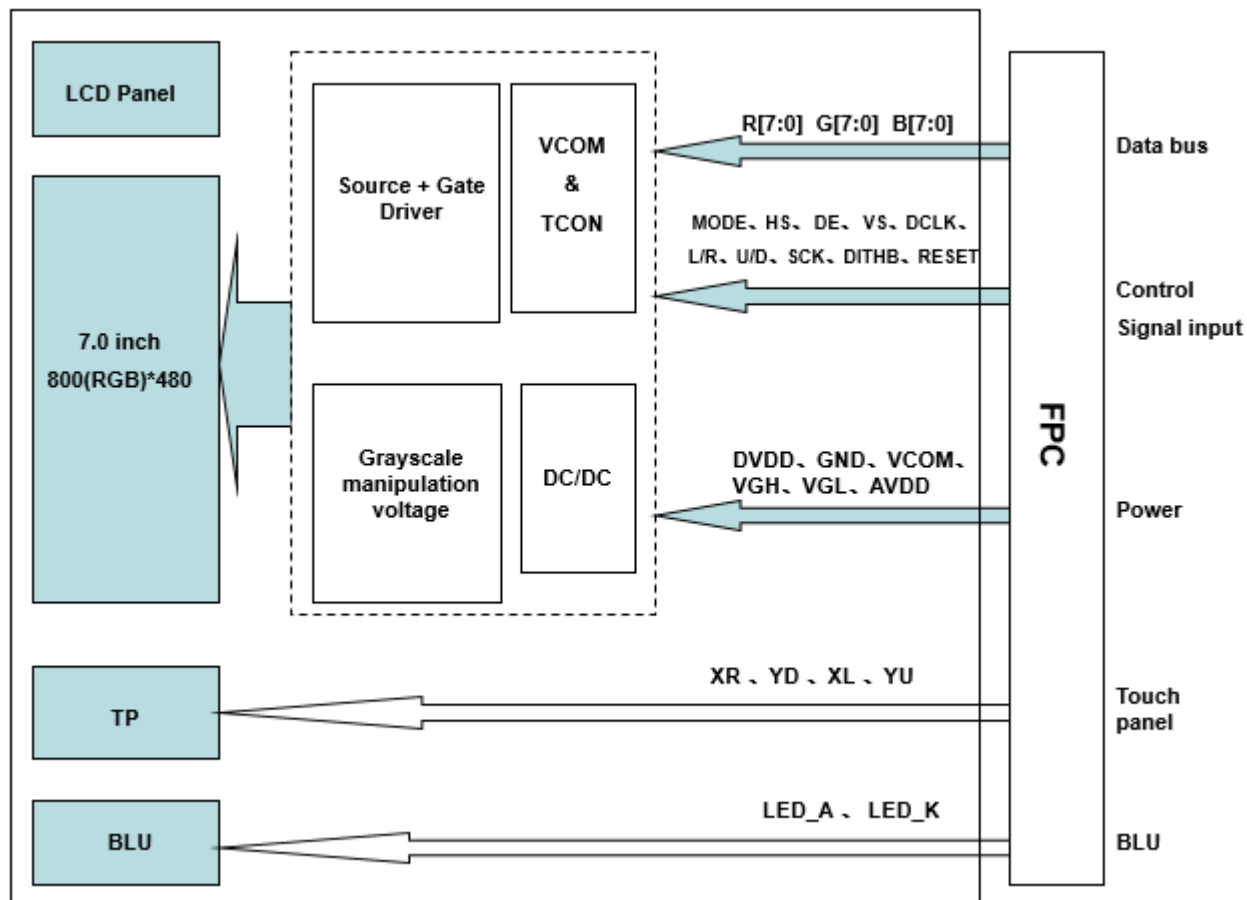 LCD Panel
7.0 inch
800(RGB)*480
Source + Gate
Driver
VCOM
&
TCON
Grayscale
manipulation
voltage
DC/DC
R[7:0] G[7:0] B[7:0]
MODE、HS、DE、VS、DCLK、
L/R、U/D、SCK、DITHB、RESET
DVDD、GND、VCOM、
VGH、VGL、AVDD
XR 、YD 、XL 、YU
LED_A 、 LED_K
TP
BLU
FPC
Data bus
Control
Signal input
Power
Touch
panel
BLU